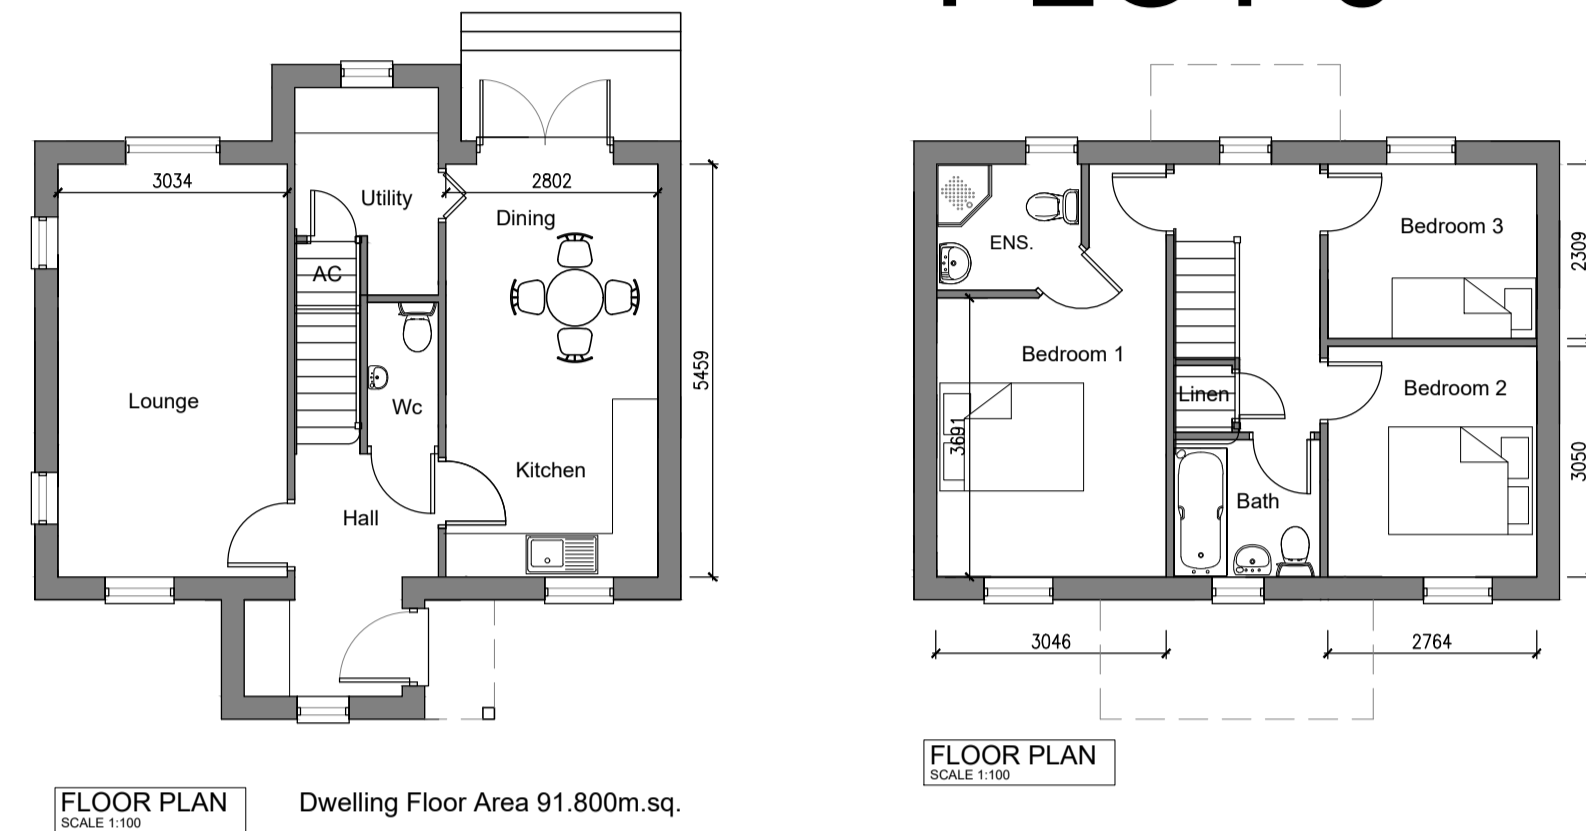 3034
Utility
2802
Dining
AC
5459
Lounge
Wc
Kitchen
Hall
FLOOR PLAN
SCALE 1:100
Dwelling Floor Area 91.800m.sq.
ENS.
Bedroom 3
2309
Bedroom 1
Bedroom 2
Linen
3691
3050
Bath
3046
2764
FLOOR PLAN
SCALE 1:100